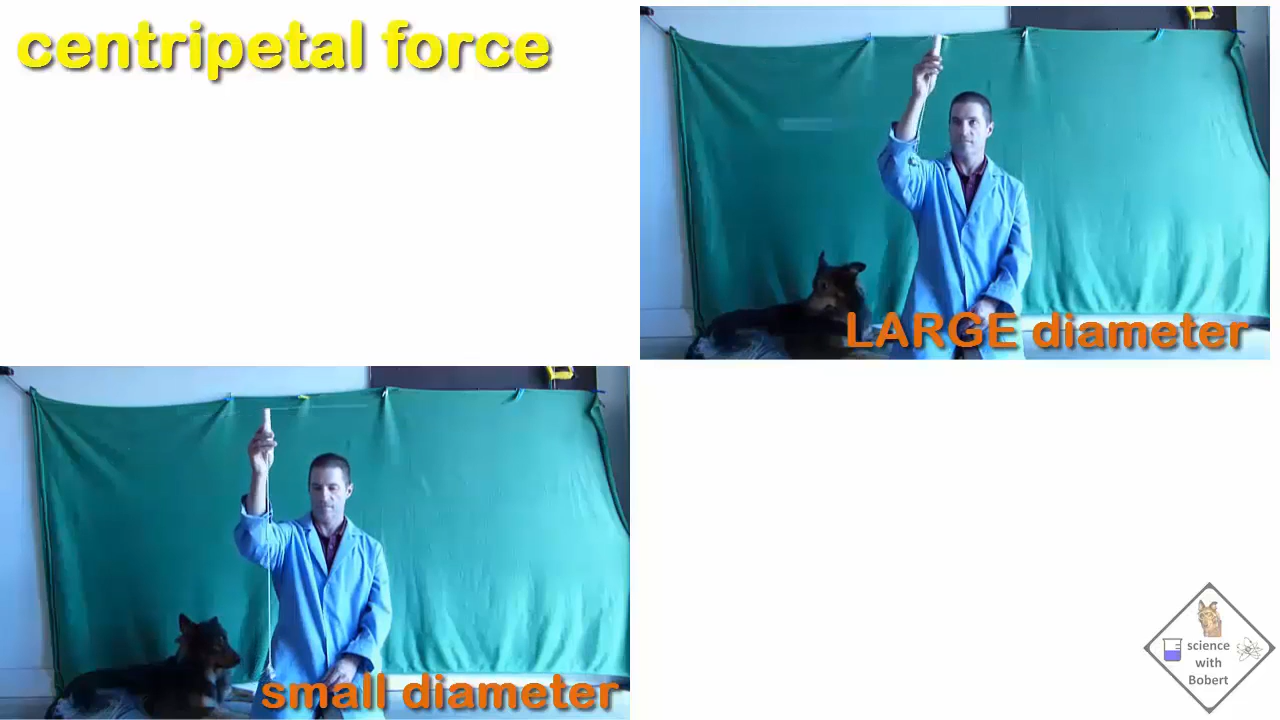 centripetal force
LARGE diameter
small diameter
science
with
Bobert